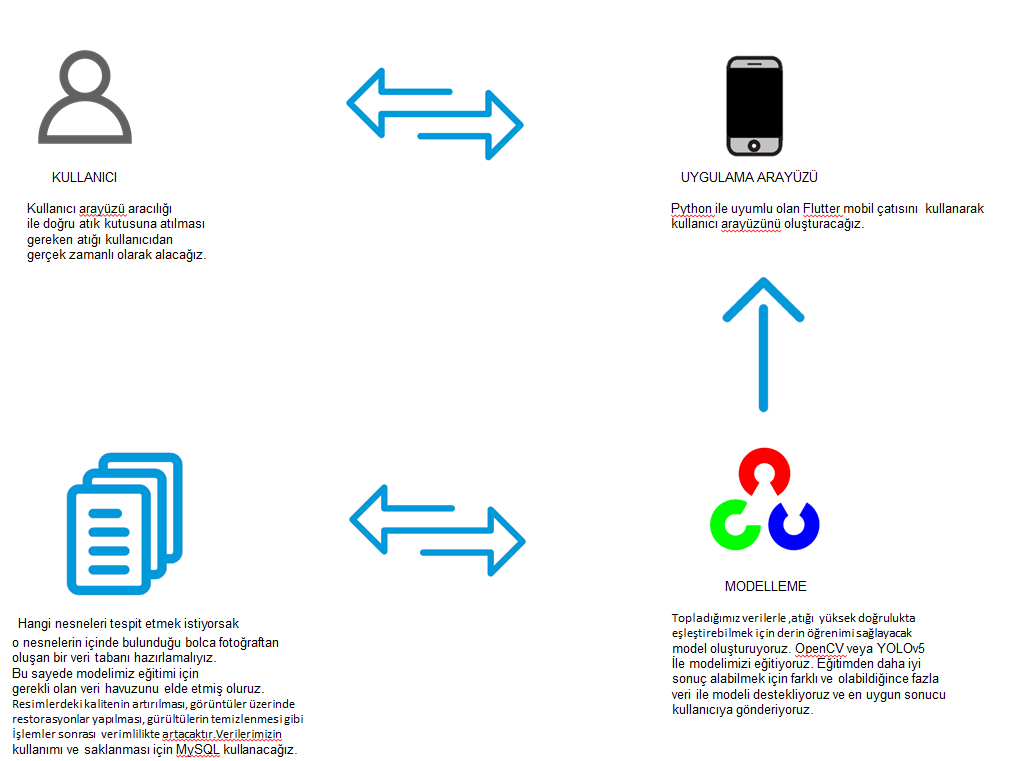 KULLANICI
Kullanıcı arayüzü aracılığı
ile doğru atık kutusuna atılması
gereken atığı kullanıcıdan
gerçek zamanlı olarak alacağız.
UYGULAMA ARAYÜZÜ
Python ile uyumlu olan Flutter mobil çatısını kullanarak
kullanıcı arayüzünü oluşturacağız.
Hangi nesneleri tespit etmek istiyorsak
o nesnelerin içinde bulunduğu bolca fotoğraftan
oluşan bir veri tabanı hazırlamalıyız.
Bu sayede modelimiz eğitimi için
gerekli olan veri havuzunu elde etmiş oluruz.
Resimlerdeki kalitenin artırılması, görüntüler üzerinde
restorasyonlar yapılması, gürültülerin temizlenmesi gibi
İşlemler sonrası verimlilikte artacaktır.Verilerimizin
kullanımı ve saklanması için MySQL kullanacağız.
MODELLEME
Topladığımız verilerle ,atığı yüksek doğrulukta
eşleştirebilmek için derin öğrenimi sağlayacak
model oluşturuyoruz. OpenCV veya YOLOv5
İle modelimizi eğitiyoruz. Eğitimden daha iyi
sonuç alabilmek için farklı ve olabildiğince fazla
veri ile modeli destekliyoruz ve en uygun sonucu
kullanıcıya gönderiyoruz.